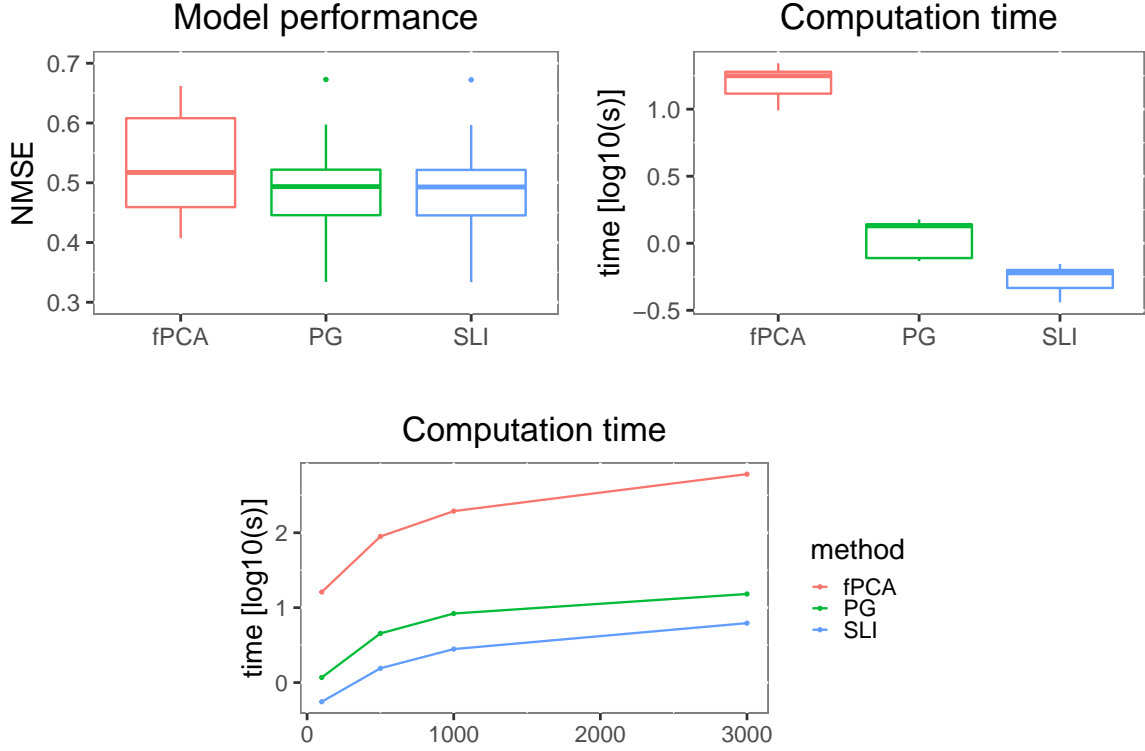 Model performance
NMSE
0.7
0.6
0.5
0.4
0.3
fPCA PG SLI
Computation time
time [log10(s)]
1.0
0.5
0.0
−0.5
fPCA PG SLI
Computation time
time [log10(s)]
2
1
0
0 1000 2000 3000
method
fPCA
PG
SLI